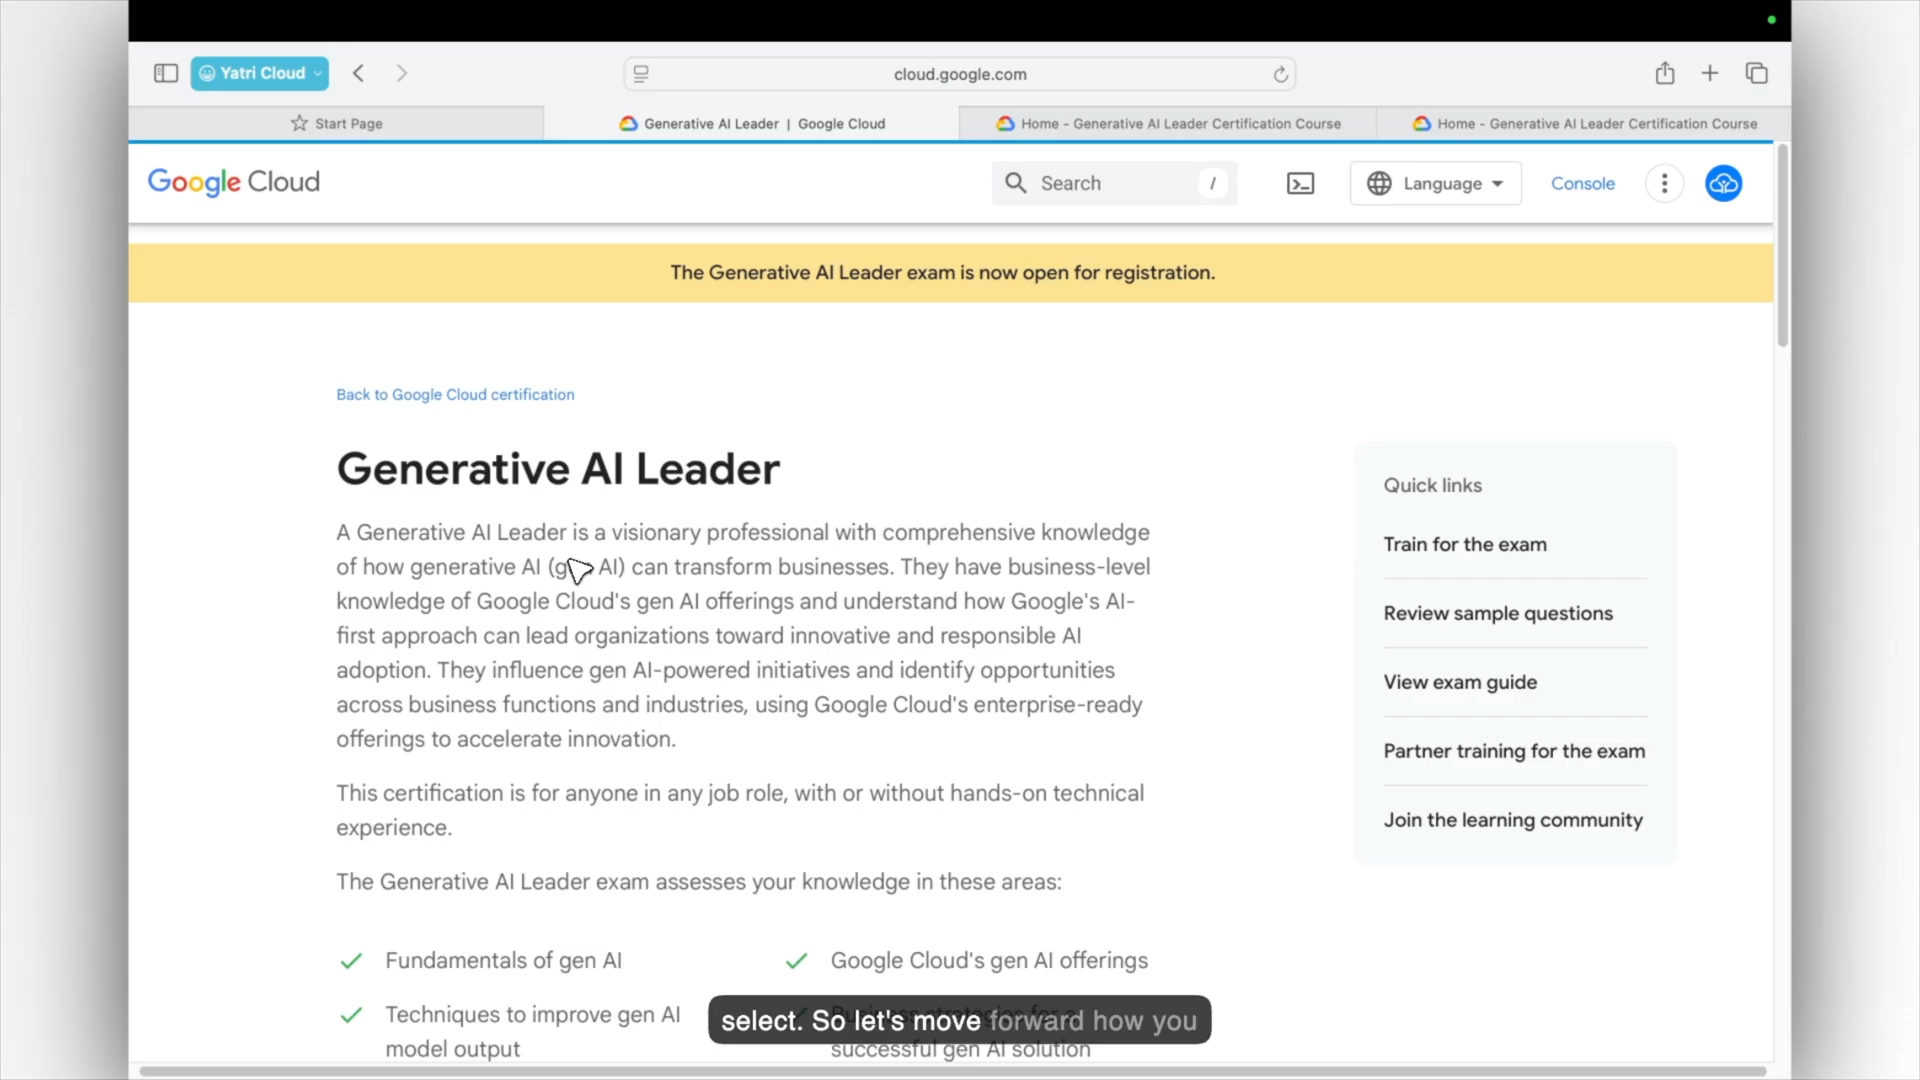 Yatri Cloud
cloud.google.com
Start Page
Generative AI Leader | Google Cloud
Home - Generative AI Leader Certification Course
Home - Generative AI Leader Certification Course
Google Cloud
Search
/
Language
Console
The Generative AI Leader exam is now open for registration.
Back to Google Cloud certification
Generative AI Leader
A Generative AI Leader is a visionary professional with comprehensive knowledge
of how generative AI (g AI) can transform businesses. They have business-level
knowledge of Google Cloud's gen AI offerings and understand how Google's AI-
first approach can lead organizations toward innovative and responsible AI
adoption. They influence gen AI-powered initiatives and identify opportunities
across business functions and industries, using Google Cloud's enterprise-ready
offerings to accelerate innovation.
This certification is for anyone in any job role, with or without hands-on technical
experience.
The Generative AI Leader exam assesses your knowledge in these areas:
Fundamentals of gen AI
Google Cloud's gen AI offerings
Techniques to improve gen AI
model output
successful gen AI solution
Quick links
Train for the exam
Review sample questions
View exam guide
Partner training for the exam
Join the learning community
select. So let's move forward how you